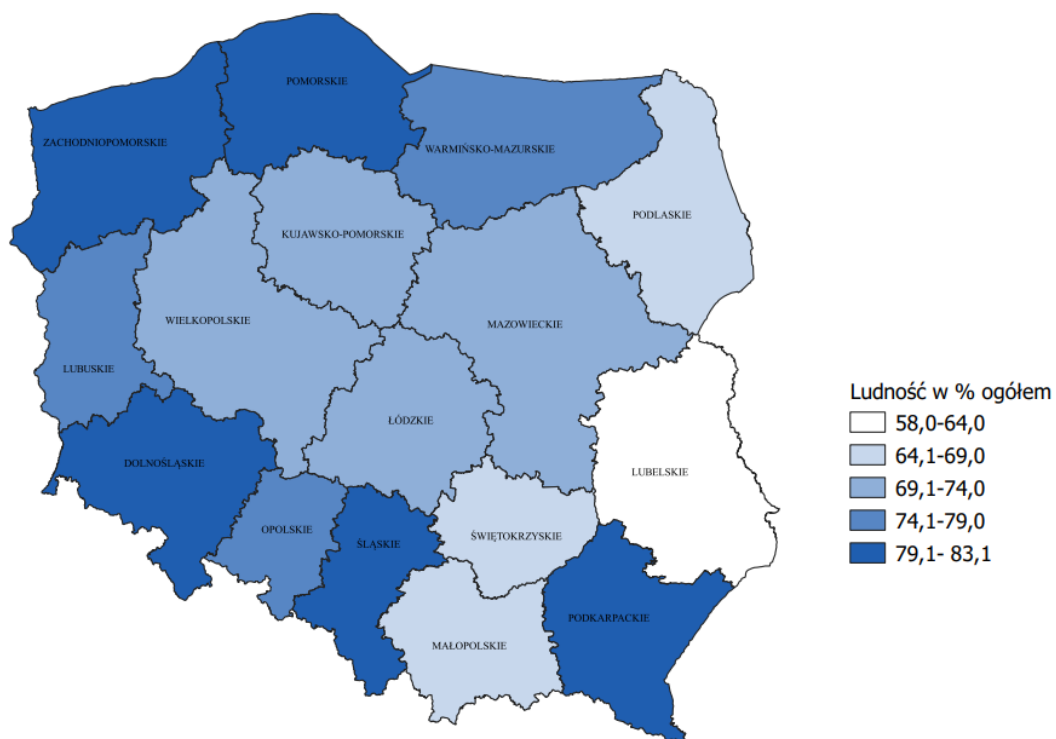 POMORSKIE
ZACHODNIOPOMORSKIE
WARMIŃSKO-MAZURSKIE
PODLASKIE
KUJAWSKO-POMORSKIE
WIELKOPOLSKIE
MAZOWIECKIE
LUBUSKIE
ŁÓDZKIE
DOLNOŚLĄSKIE
LUBELSKIE
OPOLSKIE
ŚLĄSKIE
ŚWIĘTOKRZYSKIE
PODKARPACKIE
MAŁOPOLSKIE
Ludność w % ogółem
58,0-64,0
64,1-69,0
69,1-74,0
74,1-79,0
79,1- 83,1